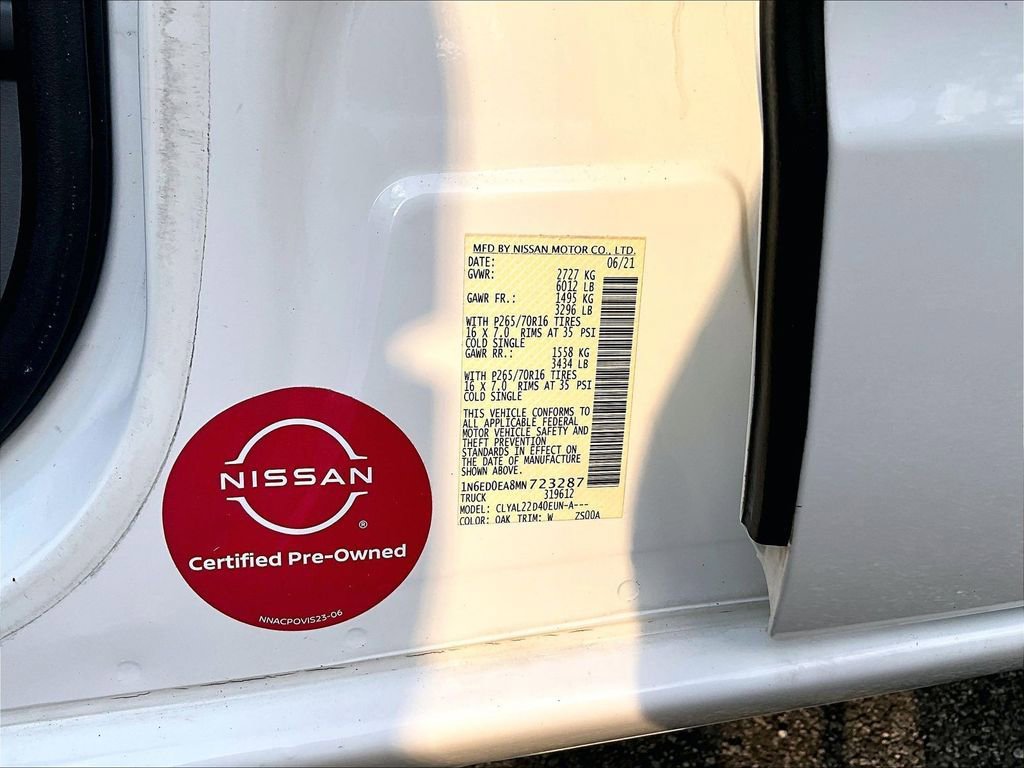 MFD BY NISSAN MOTOR CO., LTD.
DATE: 06/21
GVWR: 2727 KG
6012 LB
GAWR FR.: 1495 KG
3296 LB
WITH P265/70R16 TIRES
16 X 7.0 RIMS AT 35 PSI
COLD SINGLE
GAWR RR.: 1558 KG
3434 LB
WITH P265/70R16 TIRES
16 X 7.0 RIMS AT 35 PSI
COLD SINGLE
THIS VEHICLE CONFORMS TO
ALL APPLICABLE FEDERAL
MOTOR VEHICLE SAFETY AND
THEFT PREVENTION
STANDARDS IN EFFECT ON
THE DATE OF MANUFACTURE
SHOWN ABOVE.
1N6ED0EA8MN723287
TRUCK 319612
MODEL: CLYAL22D40EUN-A---
COLOR: OAK TRIM: W ZS00A
NISSAN
®
Certified Pre-Owned
NNACPOVIS23-06